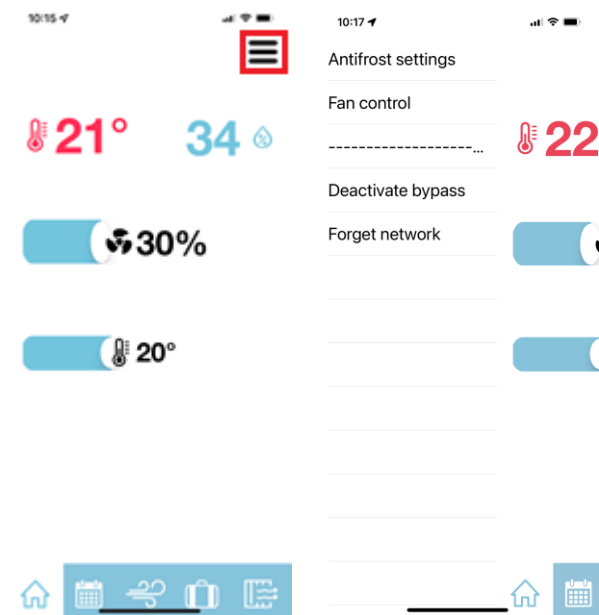 10:15
21°
34
30%
20°
10:17
Antifrost settings
Fan control
-------------------...
Deactivate bypass
Forget network
22